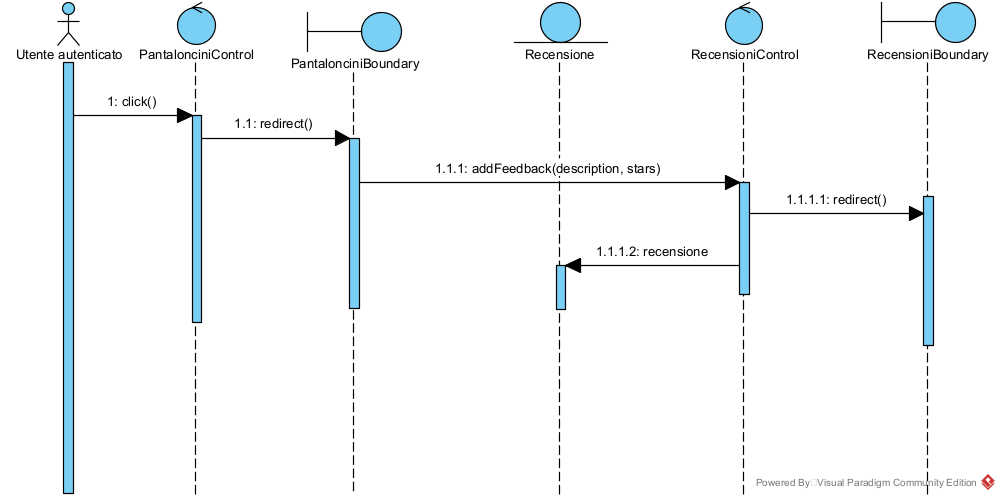 Utente autenticato
PantalonciniControl
PantalonciniBoundary
Recensione
RecensioniControl
RecensioniBoundary
1: click()
1.1: redirect()
1.1.1: addFeedback(description, stars)
1.1.1.1: redirect()
1.1.1.2: recensione
Powered By Visual Paradigm Community Edition